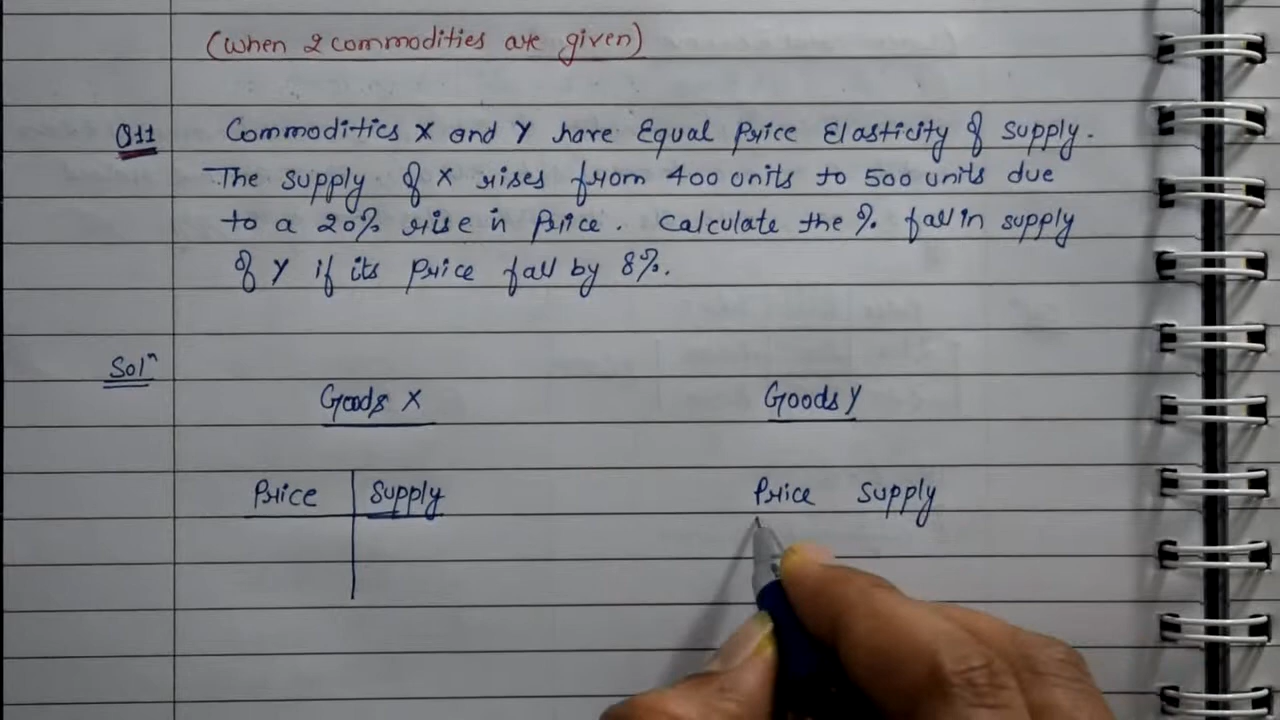 (when 2 commodities are given)
Q11 Commodities X and Y have Equal Price Elasticity of supply.
The supply of X rises from 400 units to 500 units due
to a 20% rise in Price. Calculate the % fall in supply
of Y if its Price fall by 8%.
Solⁿ
Goods X Goods Y
Price Supply Price Supply